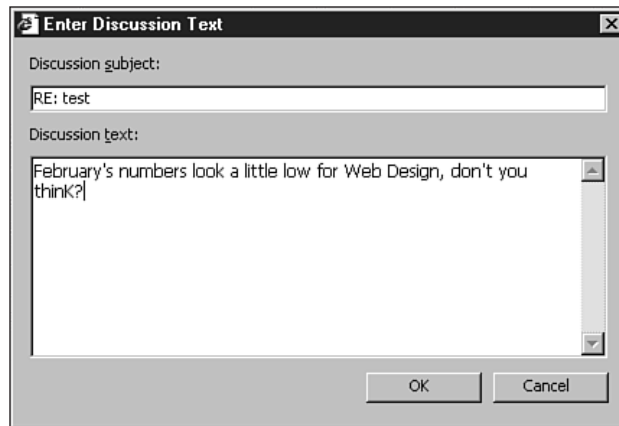 Enter Discussion Text
Discussion subject:
RE: test
Discussion text:
February's numbers look a little low for Web Design, don't you
thinK?
OK
Cancel